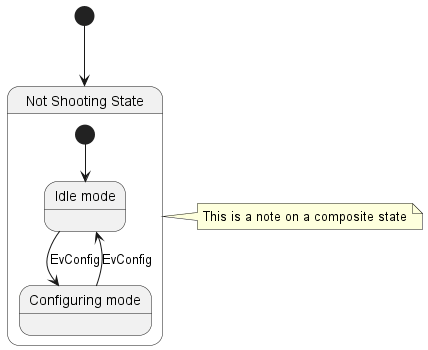 Not Shooting State
Idle mode
This is a note on a composite state
EvConfig
EvConfig
Configuring mode